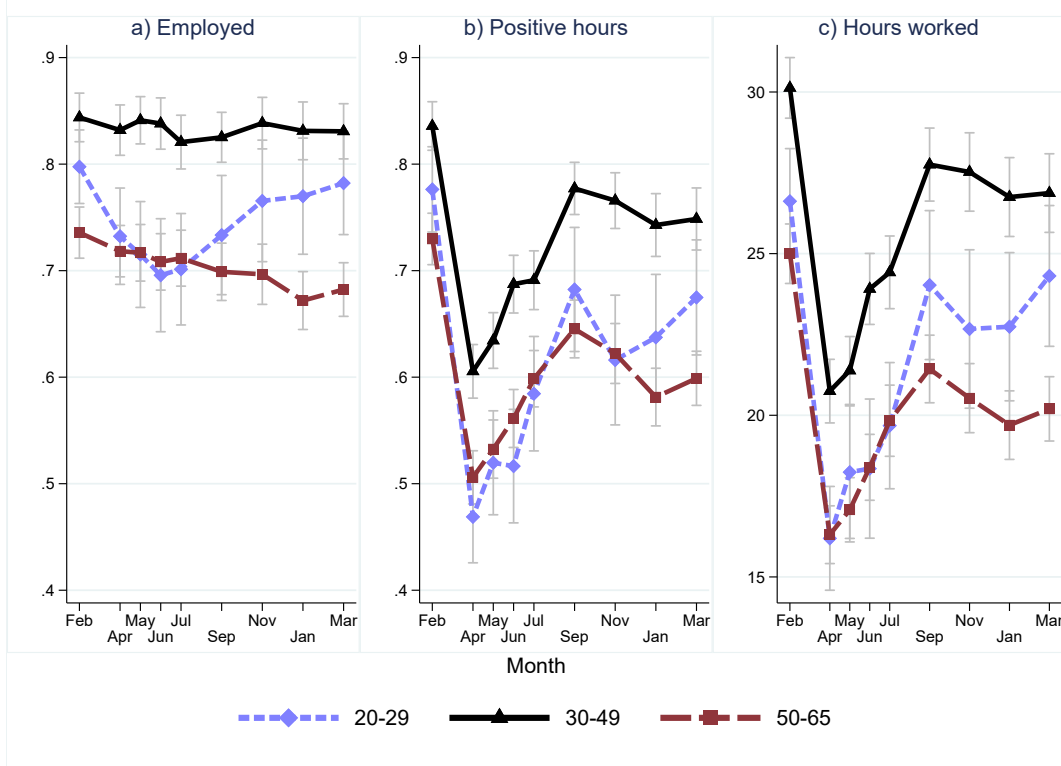 a) Employed
.9
.8
.7
.6
.5
.4
Feb Apr May Jun Jul Sep Nov Jan Mar
b) Positive hours
.9
.8
.7
.6
.5
.4
Feb Apr May Jun Jul Sep Nov Jan Mar
c) Hours worked
30
25
20
15
Feb Apr May Jun Jul Sep Nov Jan Mar
Month
20-29 30-49 50-65